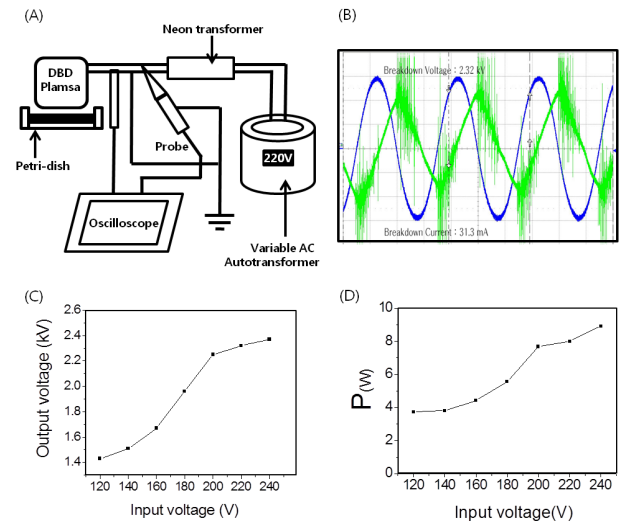 (A)
Neon transformer
DBD
Plamsa
Probe
Petri-dish
220V
Oscilloscope
Variable AC
Autotransformer
(B)
Breakdown Voltage : 2.32 kV
Breakdown Current : 31.3 mA
(C)
Output voltage (kV)
2.6
2.4
2.2
2.0
1.8
1.6
1.4
120 140 160 180 200 220 240
Input voltage (V)
(D)
P(W)
10
8
6
4
2
0
120 140 160 180 200 220 240
Input voltage(V)